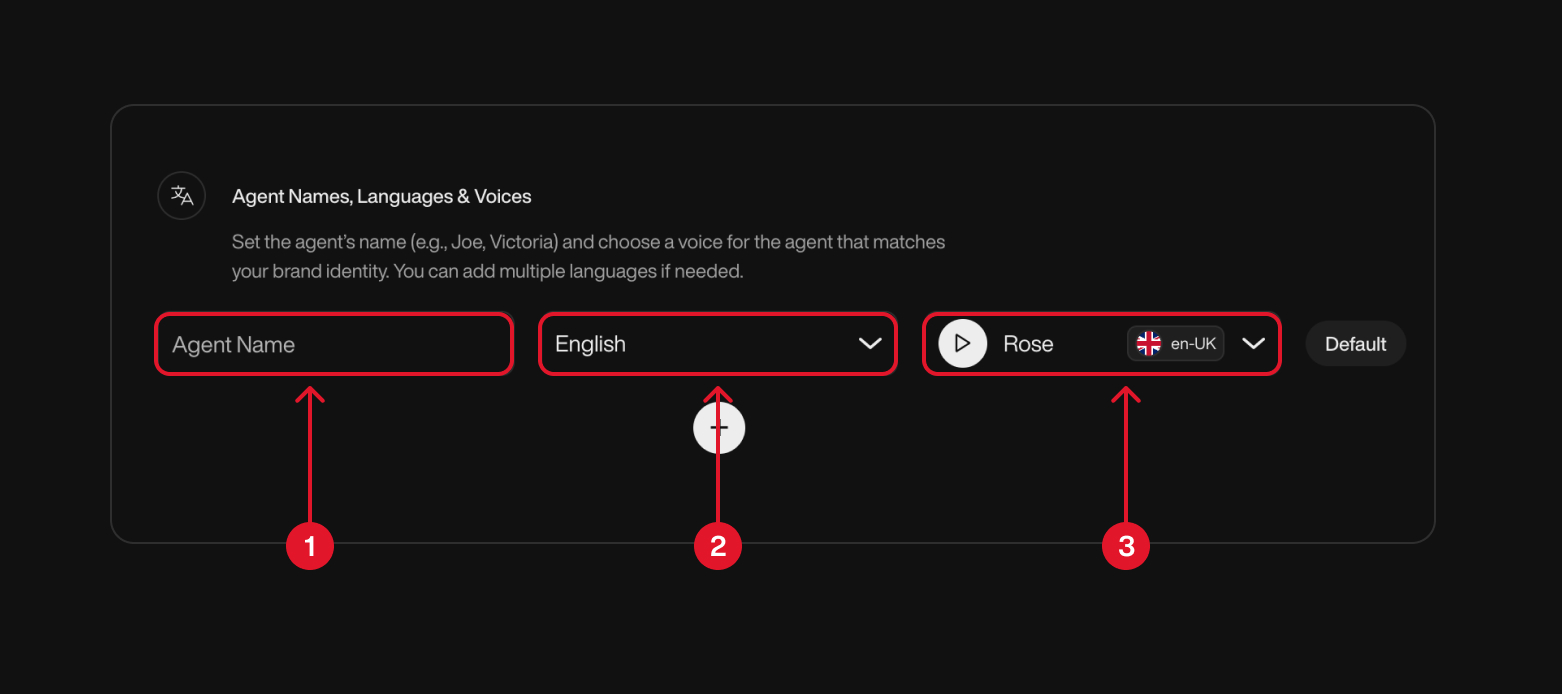 Agent Names, Languages & Voices
Set the agent’s name (e.g., Joe, Victoria) and choose a voice for the agent that matches
your brand identity. You can add multiple languages if needed.
Agent Name
English
Rose
en-UK
Default
1
2
3